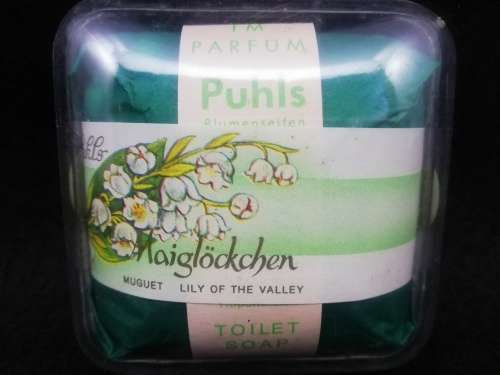 IM
PARFUM
Puhls
Blumenseifen
Maiglöckchen
MUGUET LILY OF THE VALLEY
TOILET
SOAP